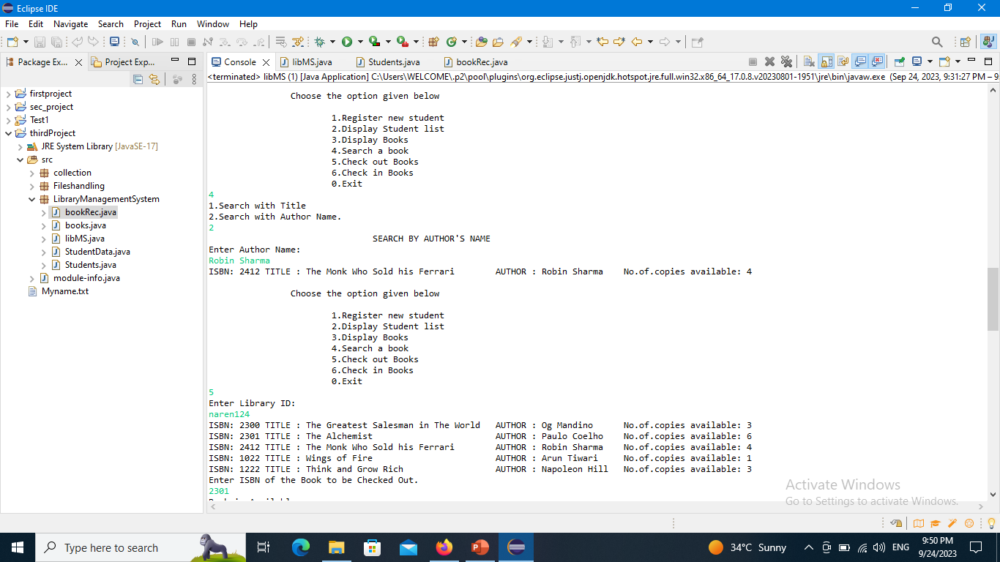 Eclipse IDE
File Edit Navigate Search Project Run Window Help
Package Ex... Project Exp... Console libMS.java Students.java bookRec.java
<terminated> libMS (1) [Java Application] C:\Users\WELCOME\.p2\pool\plugins\org.eclipse.justj.openjdk.hotspot.jre.full.win32.x86_64_17.0.8.v20230801-1951\jre\bin\javaw.exe (Sep 24, 2023, 9:31:27 PM – 9
firstproject
sec_project
Test1
thirdProject
JRE System Library [JavaSE-17]
src
collection
Fileshandling
LibraryManagementSystem
bookRec.java
books.java
libMS.java
StudentData.java
Students.java
module-info.java
Myname.txt
Choose the option given below
1.Register new student
2.Display Student list
3.Display Books
4.Search a book
5.Check out Books
6.Check in Books
0.Exit
4
1.Search with Title
2.Search with Author Name.
2
SEARCH BY AUTHOR'S NAME
Enter Author Name:
Robin Sharma
ISBN: 2412 TITLE : The Monk Who Sold his Ferrari AUTHOR : Robin Sharma No.of.copies available: 4
Choose the option given below
1.Register new student
2.Display Student list
3.Display Books
4.Search a book
5.Check out Books
6.Check in Books
0.Exit
5
Enter Library ID:
naren124
ISBN: 2300 TITLE : The Greatest Salesman in The World AUTHOR : Og Mandino No.of.copies available: 3
ISBN: 2301 TITLE : The Alchemist AUTHOR : Paulo Coelho No.of.copies available: 6
ISBN: 2412 TITLE : The Monk Who Sold his Ferrari AUTHOR : Robin Sharma No.of.copies available: 4
ISBN: 1022 TITLE : Wings of Fire AUTHOR : Arun Tiwari No.of.copies available: 1
ISBN: 1222 TITLE : Think and Grow Rich AUTHOR : Napoleon Hill No.of.copies available: 3
Enter ISBN of the Book to be Checked Out.
2301
Activate Windows
Go to Settings to activate Windows.
Type here to search
34°C Sunny
ENG
9:50 PM
9/24/2023